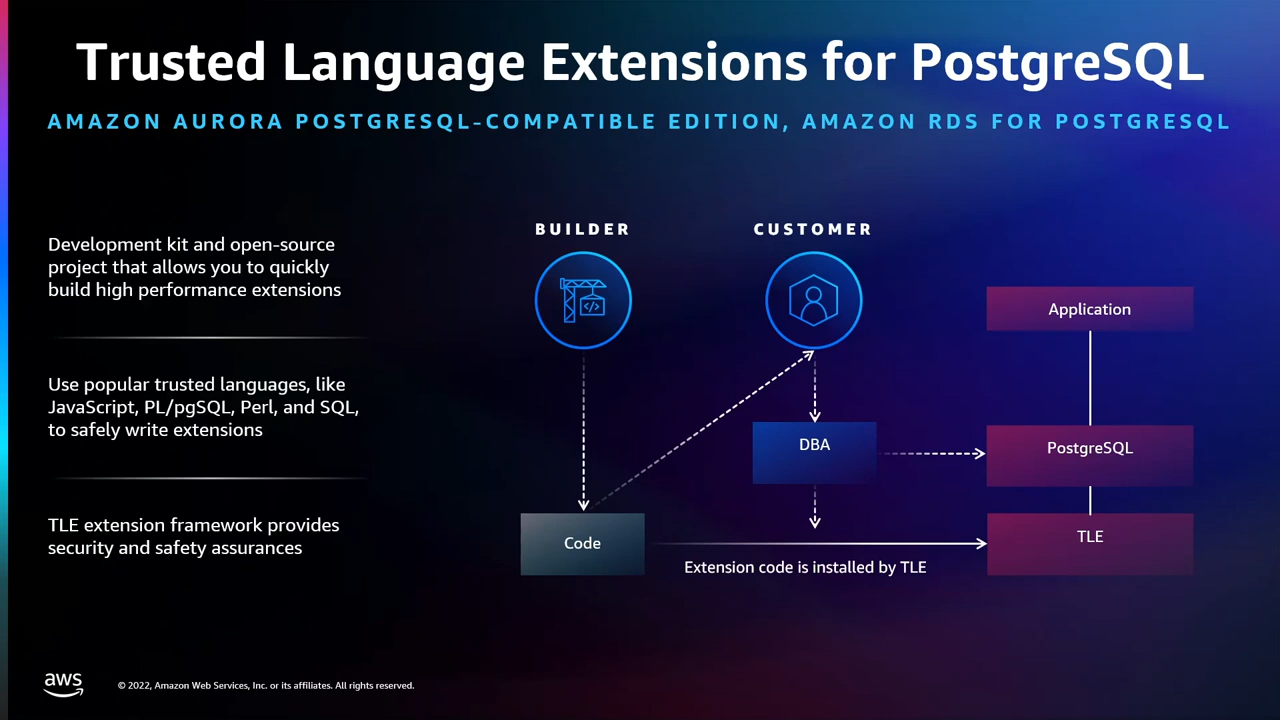 Trusted Language Extensions for PostgreSQL
AMAZON AURORA POSTGRESQL-COMPATIBLE EDITION, AMAZON RDS FOR POSTGRESQL
Development kit and open-source
project that allows you to quickly
build high performance extensions
Use popular trusted languages, like
JavaScript, PL/pgSQL, Perl, and SQL,
to safely write extensions
TLE extension framework provides
security and safety assurances
BUILDER
CUSTOMER
</>
Application
DBA
PostgreSQL
Code
TLE
Extension code is installed by TLE
aws
© 2022, Amazon Web Services, Inc. or its affiliates. All rights reserved.